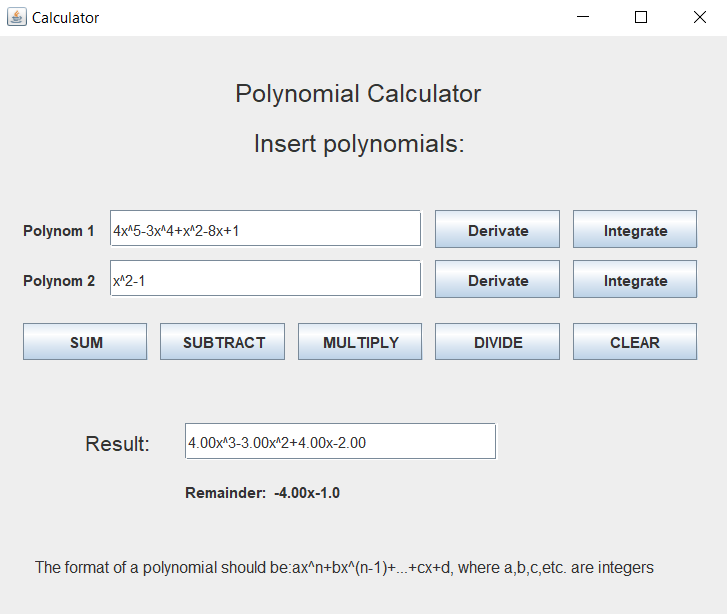 Calculator
Polynomial Calculator
Insert polynomials:
Polynom 1 4x^5-3x^4+x^2-8x+1 Derivate Integrate
Polynom 2 x^2-1 Derivate Integrate
SUM SUBTRACT MULTIPLY DIVIDE CLEAR
Result: 4.00x^3-3.00x^2+4.00x-2.00
Remainder: -4.00x-1.0
The format of a polynomial should be:ax^n+bx^(n-1)+...+cx+d, where a,b,c,etc. are integers